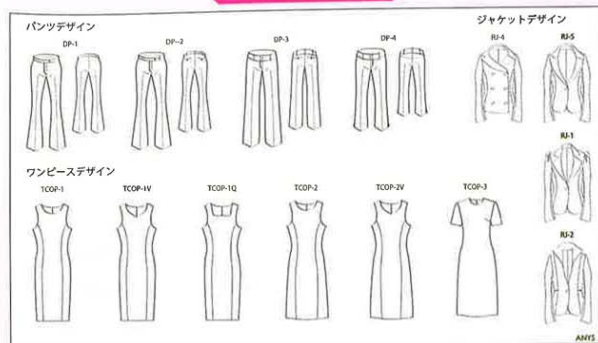 パンツデザイン
DP-1
DP-2
DP-3
DP-4
ジャケットデザイン
RJ-4
RJ-5
RJ-1
RJ-2
ワンピースデザイン
TCOP-1
TCOP-1V
TCOP-1Q
TCOP-2
TCOP-2V
TCOP-3
ANYS